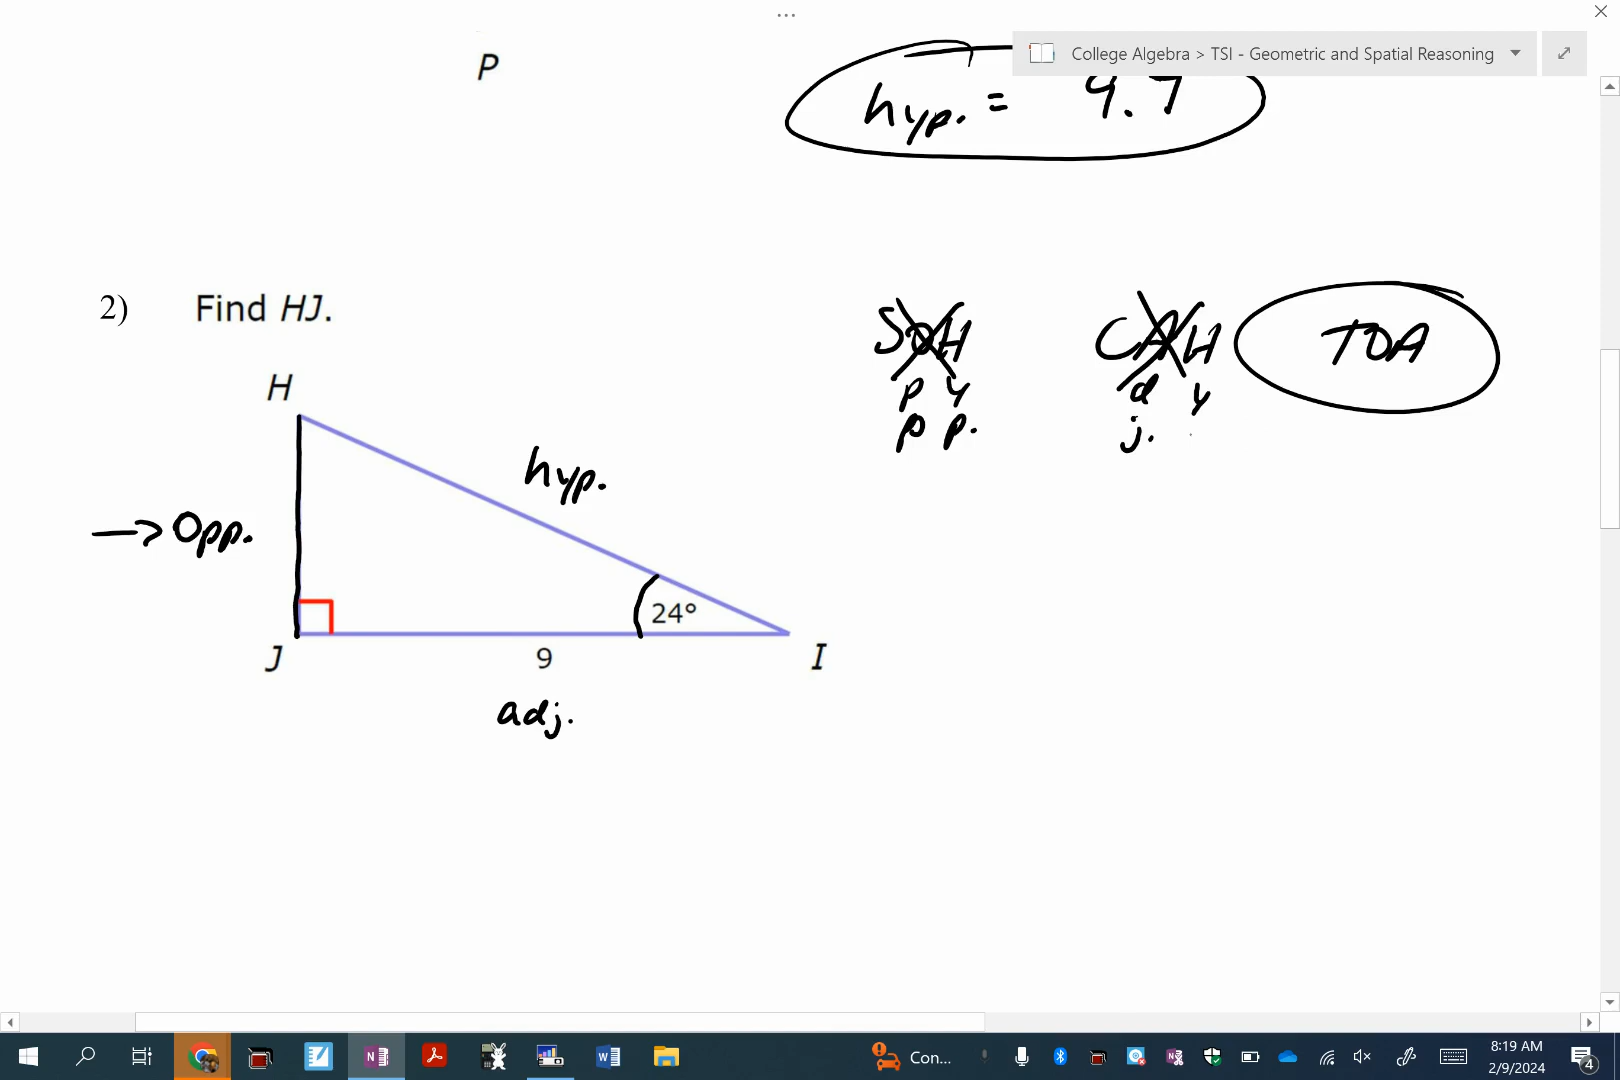 ...
P
College Algebra > TSI - Geometric and Spatial Reasoning
hyp. = 9.7
2) Find HJ.
SOH CAH TOA
p y d y
p p. j.
H
hyp.
→ Opp.
24°
J 9 I
adj.
Con...
8:19 AM
2/9/2024
4